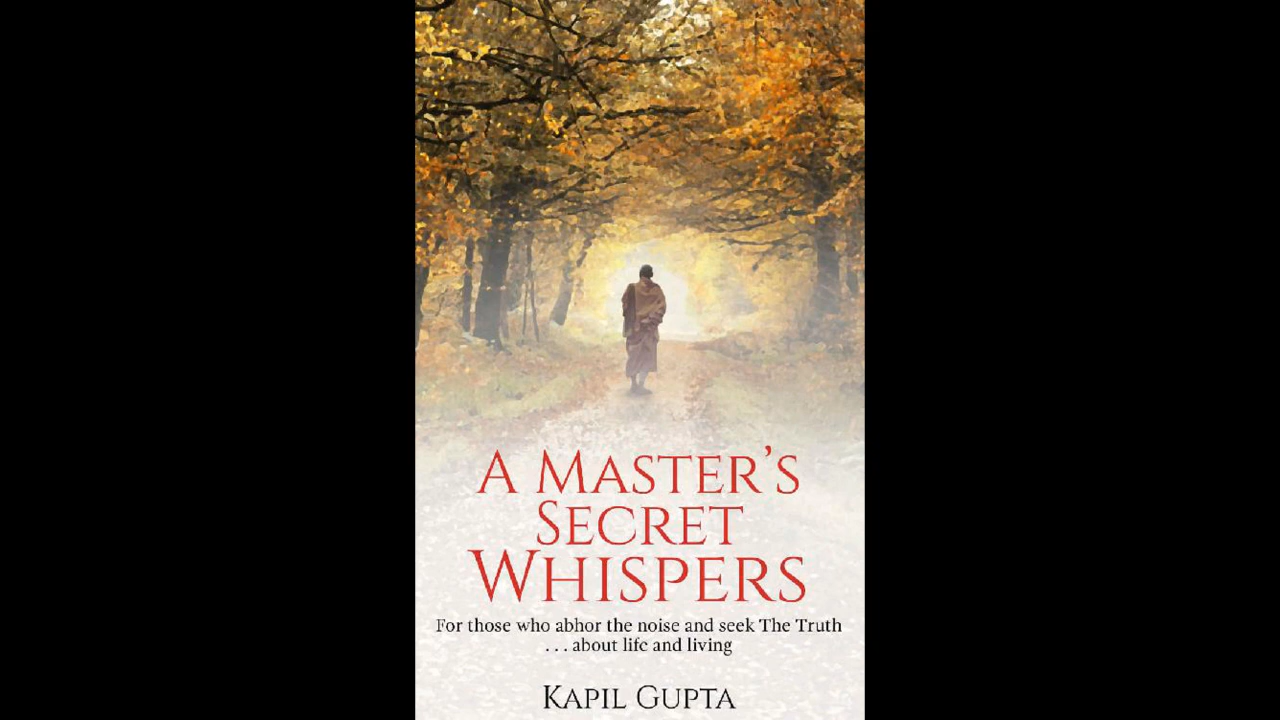 A Master's
Secret
Whispers
For those who abhor the noise and seek The Truth
. . . about life and living
Kapil Gupta